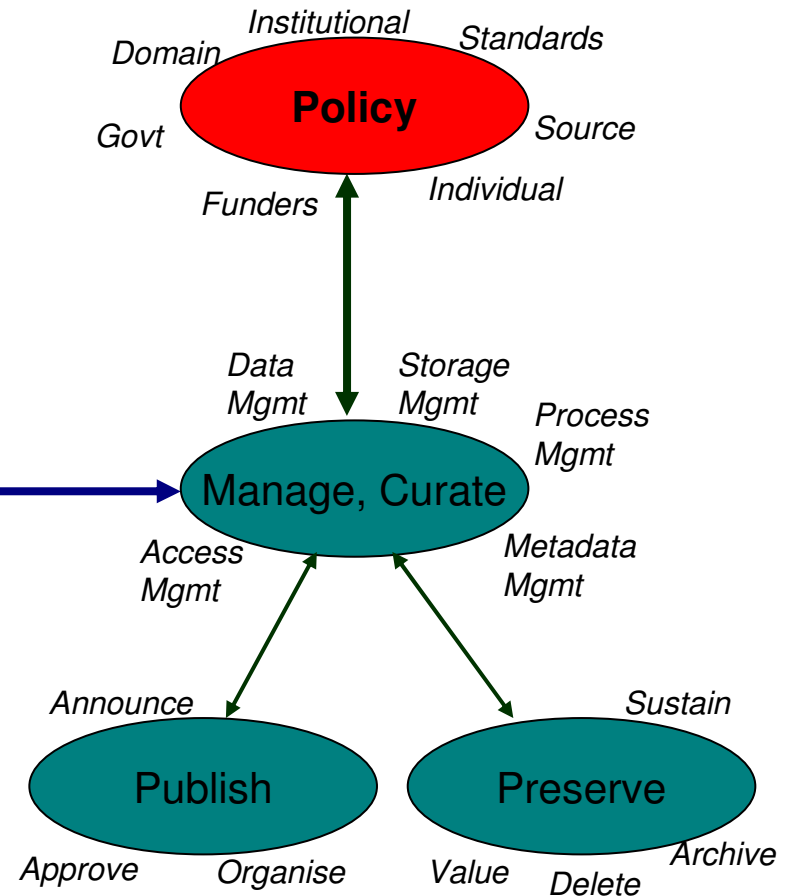 Institutional
Standards
Domain
Policy
Govt
Source
Funders
Individual
Data
Mgmt
Storage
Mgmt
Process
Mgmt
Manage, Curate
Access
Mgmt
Metadata
Mgmt
Announce
Sustain
Publish
Preserve
Approve
Organise
Value
Delete
Archive